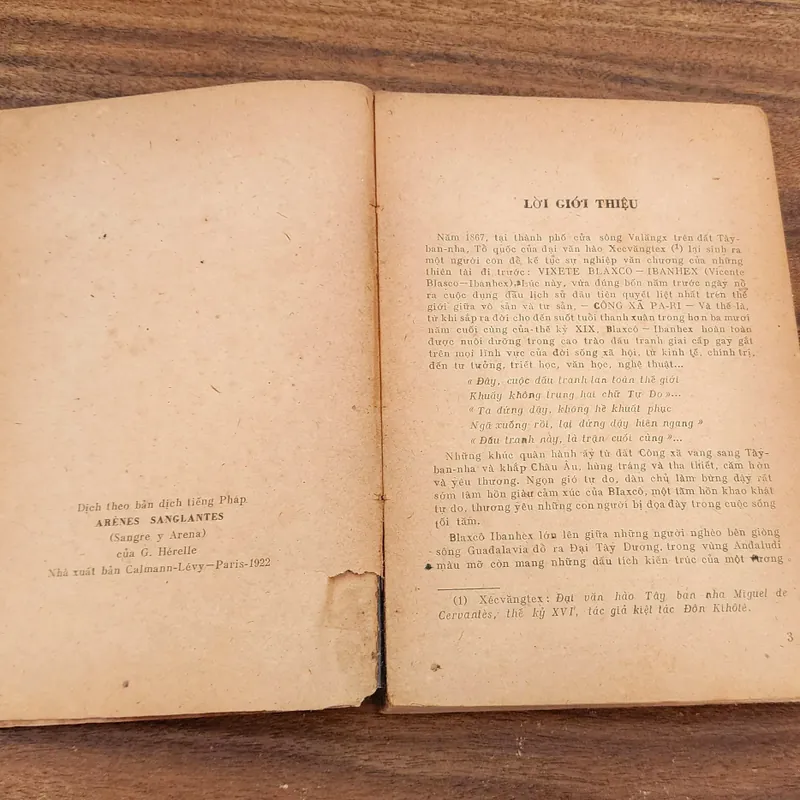 Dịch theo bản dịch tiếng Pháp
ARÈNES SANGLANTES
(Sangre y Arena)
của G. Hérelle
Nhà xuất bản Calmann-Lévy—Paris-1922
LỜI GIỚI THIỆU
Năm 1867, tại thành phố cửa sông Valăngx trên đất Tây-
ban-nha, Tổ quốc của đại văn hào Xecvăngtex (1) lại sinh ra
một người con để kế tục sự nghiệp văn chương của những
thiên tài đi trước: VIXETE BLAXCO — IBANHEX (Vicente
Blasco—Ibanhex). Lúc này, vừa đúng bốn năm trước ngày nổ
ra cuộc đụng đầu lịch sử đầu tiên quyết liệt nhất trên thế
giới giữa vô sản và tư sản. — CÔNG XÃ PA-RI — Và thế là,
từ khi sắp ra đời cho đến suốt tuổi thanh xuân trong hơn ba mươi
năm cuối cùng của thế kỷ XIX, Blaxcô — Ibanhex hoàn toàn
được nuôi dưỡng trong cao trào đấu tranh giai cấp gay gắt
trên mọi lĩnh vực của đời sống xã hội, từ kinh tế, chính trị,
đến tư tưởng, triết học, văn học, nghệ thuật...
« Đây, cuộc đấu tranh lan toàn thế giới
Khuấy không trung hai chữ Tự Do »...
« Ta đứng dậy, không hề khuất phục
Ngã xuống rồi, lại đứng dậy hiên ngang »
« Đấu tranh này, là trận cuối cùng »...
Những khúc quân hành ấy từ đất Công xã vang sang Tây-
ban-nha và khắp Châu Âu, hùng tráng và tha thiết, căm hờn
và yêu thương. Ngọn gió tự do, dân chủ làm bừng dậy rất
sớm tâm hồn giàu cảm xúc của Blaxcô, một tâm hồn khao khát
tự do, thương yêu những con người bị đọa đày trong cuộc sống
tối tăm.
Blaxcô Ibanhex lớn lên giữa những người nghèo bên giòng
sông Guađalavia đổ ra Đại Tây Dương, trong vùng Anđaludi
màu mỡ còn mang những dấu tích kiến trúc của một vương
(1) Xécvăngtex: Đại văn hào Tây ban nha Miguel de
Cervantès, thế kỷ XVI, tác giả kiệt tác Đôn Kihôtê.
3